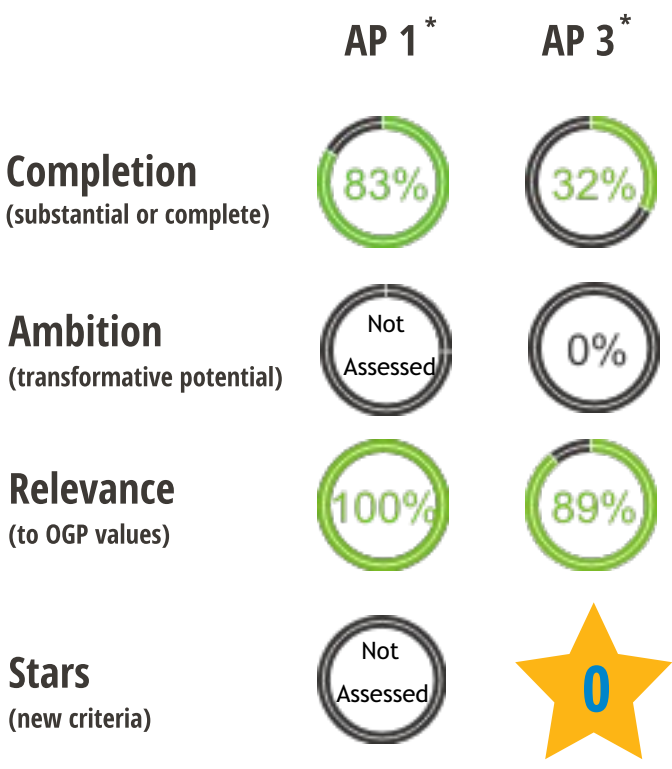 AP 1 * AP 3 *
Completion
(substantial or complete)
83% 32%
Ambition
(transformative potential)
Not
Assessed
0%
Relevance
(to OGP values)
100% 89%
Stars
(new criteria)
Not
Assessed
0